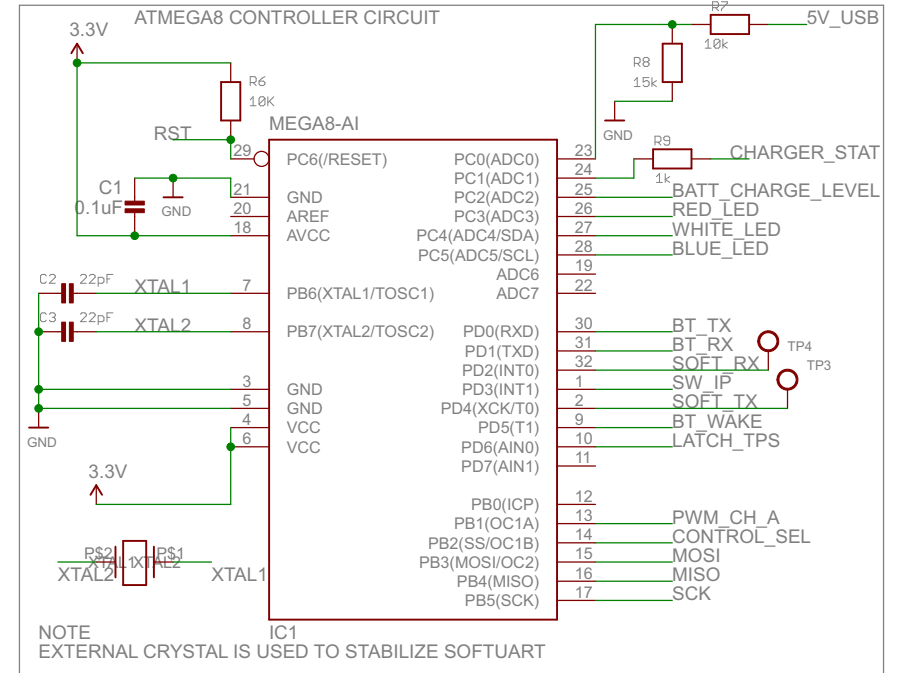 ATMEGA8 CONTROLLER CIRCUIT
R7
5V_USB
10k
3.3V
R8
15k
GND
R6
10K
MEGA8-AI
RST
R9
CHARGER_STAT
1k
29 PC6(/RESET)
PC0(ADC0) 23
PC1(ADC1) 24
C1
0.1uF
GND
21 GND
PC2(ADC2) 25 BATT_CHARGE_LEVEL
20 AREF
PC3(ADC3) 26 RED_LED
18 AVCC
PC4(ADC4/SDA) 27 WHITE_LED
PC5(ADC5/SCL) 28 BLUE_LED
ADC6 19
C2 22pF XTAL1 7 PB6(XTAL1/TOSC1)
ADC7 22
C3 22pF XTAL2 8 PB7(XTAL2/TOSC2)
PD0(RXD) 30 BT_TX
PD1(TXD) 31 BT_RX
TP4
PD2(INT0) 32 SOFT_RX
TP3
3 GND
PD3(INT1) 1 SW_IP
5 GND
PD4(XCK/T0) 2 SOFT_TX
4 VCC
PD5(T1) 9 BT_WAKE
GND
6 VCC
PD6(AIN0) 10 LATCH_TPS
PD7(AIN1) 11
3.3V
PB0(ICP) 12
PB1(OC1A) 13 PWM_CH_A
PB2(SS/OC1B) 14 CONTROL_SEL
P$2 P$1
PB3(MOSI/OC2) 15 MOSI
XTAL1 XTAL2
XTAL2 XTAL1
PB4(MISO) 16 MISO
PB5(SCK) 17 SCK
IC1
NOTE
EXTERNAL CRYSTAL IS USED TO STABILIZE SOFTUART